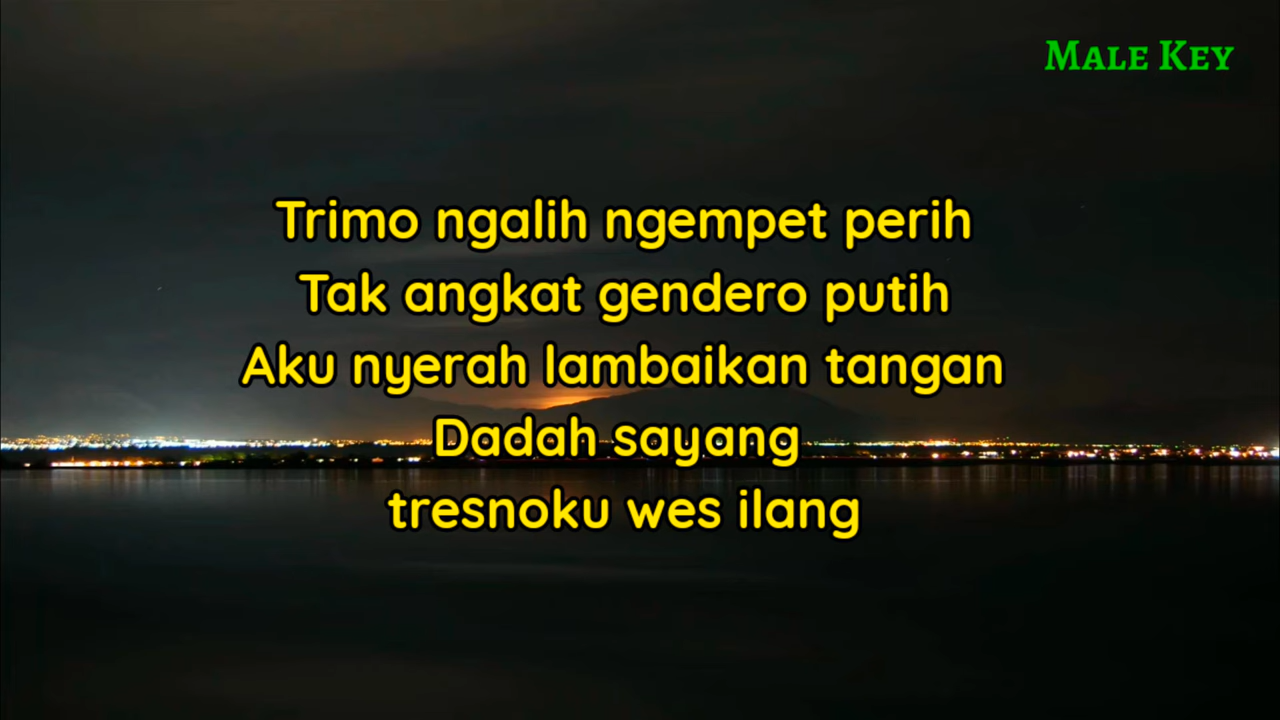 Male Key
Trimo ngalih ngempet perih
Tak angkat gendero putih
Aku nyerah lambaikan tangan
Dadah sayang
tresnoku wes ilang